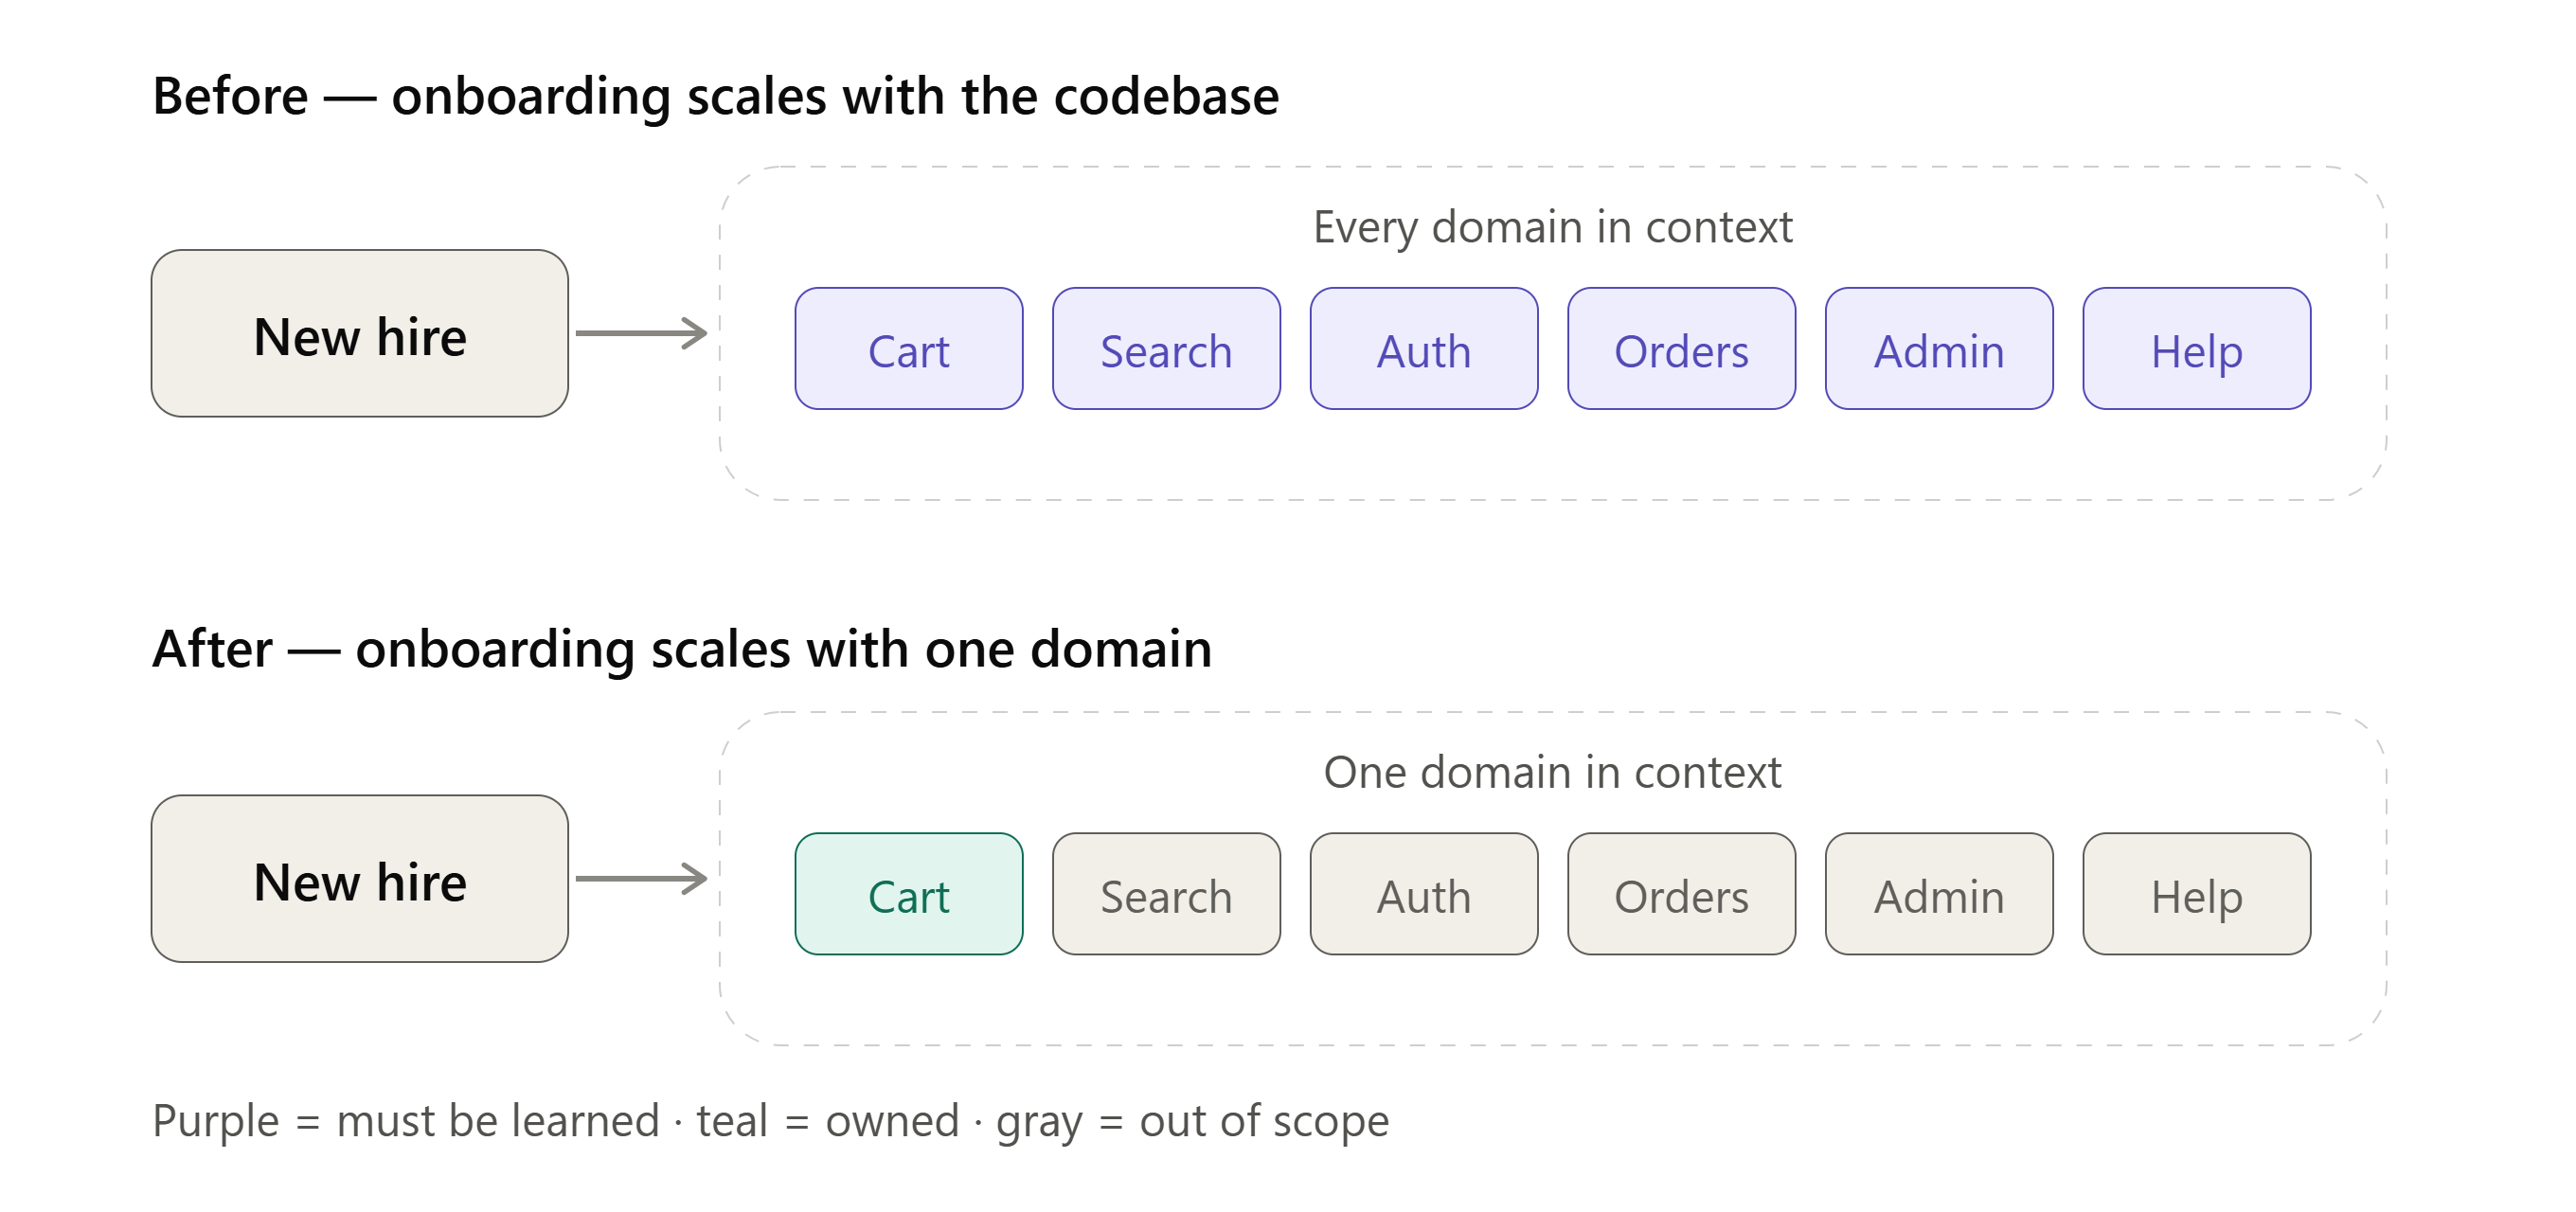 Before — onboarding scales with the codebase
Every domain in context
New hire
Cart
Search
Auth
Orders
Admin
Help
After — onboarding scales with one domain
One domain in context
New hire
Cart
Search
Auth
Orders
Admin
Help
Purple = must be learned · teal = owned · gray = out of scope